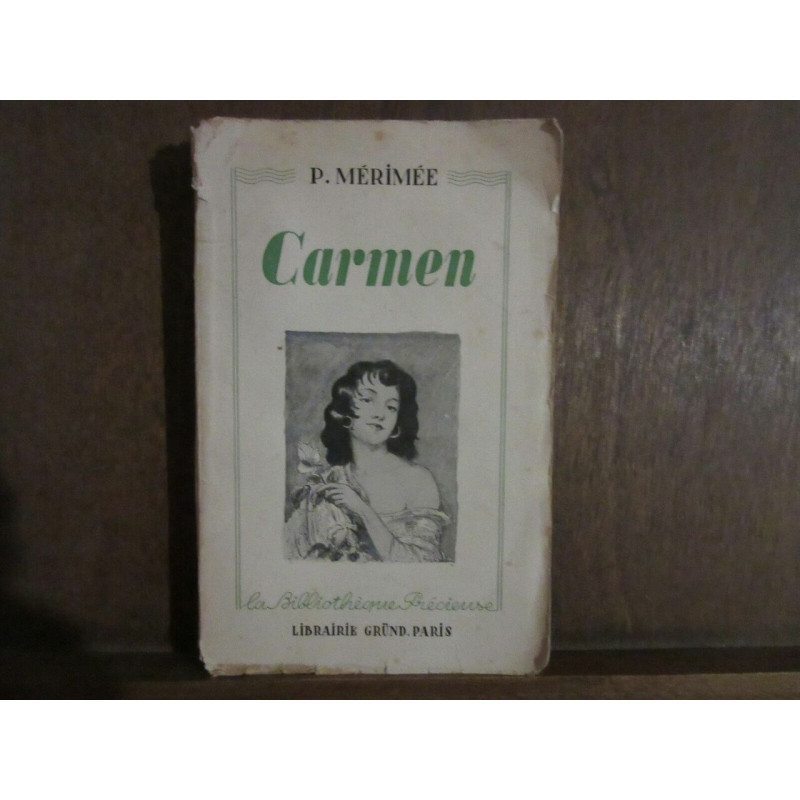 P. MÉRIMÉE
Carmen
La Bibliothèque Précieuse
LIBRAIRIE GRÜND. PARIS